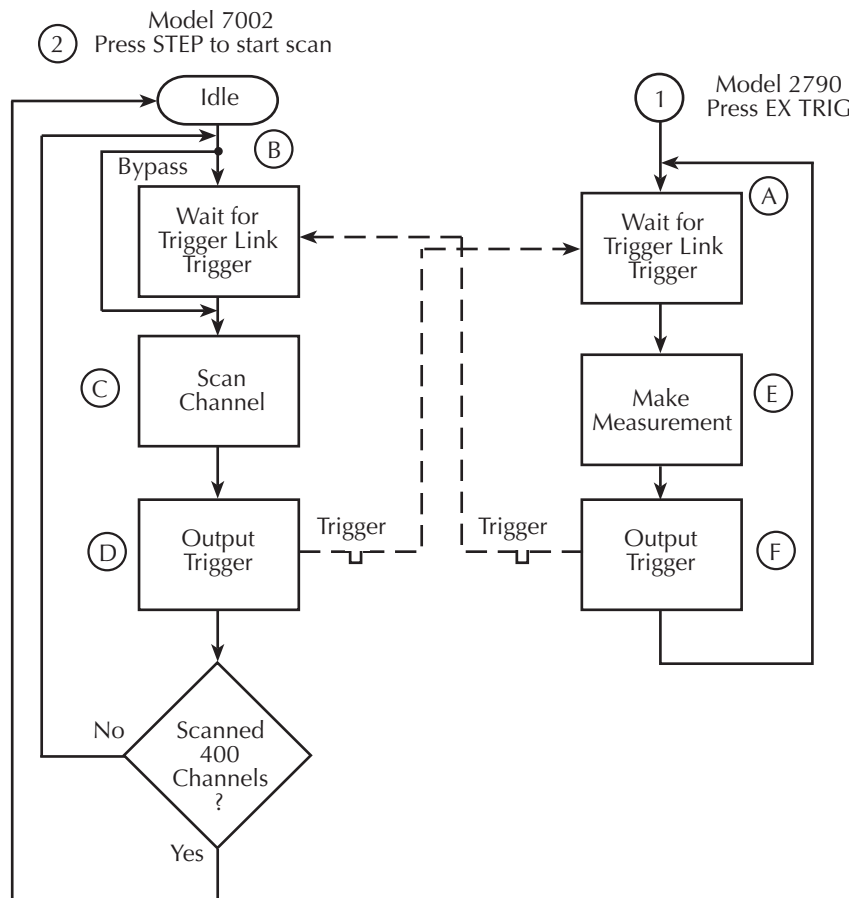 Model 7002
2 Press STEP to start scan
Idle
B
Bypass
Wait for
Trigger Link
Trigger
C
Scan
Channel
D
Output
Trigger
Trigger
No
Scanned
400
Channels
?
Yes
Model 2790
Press EX TRIG
1
A
Wait for
Trigger Link
Trigger
E
Make
Measurement
Trigger
Output
Trigger
F